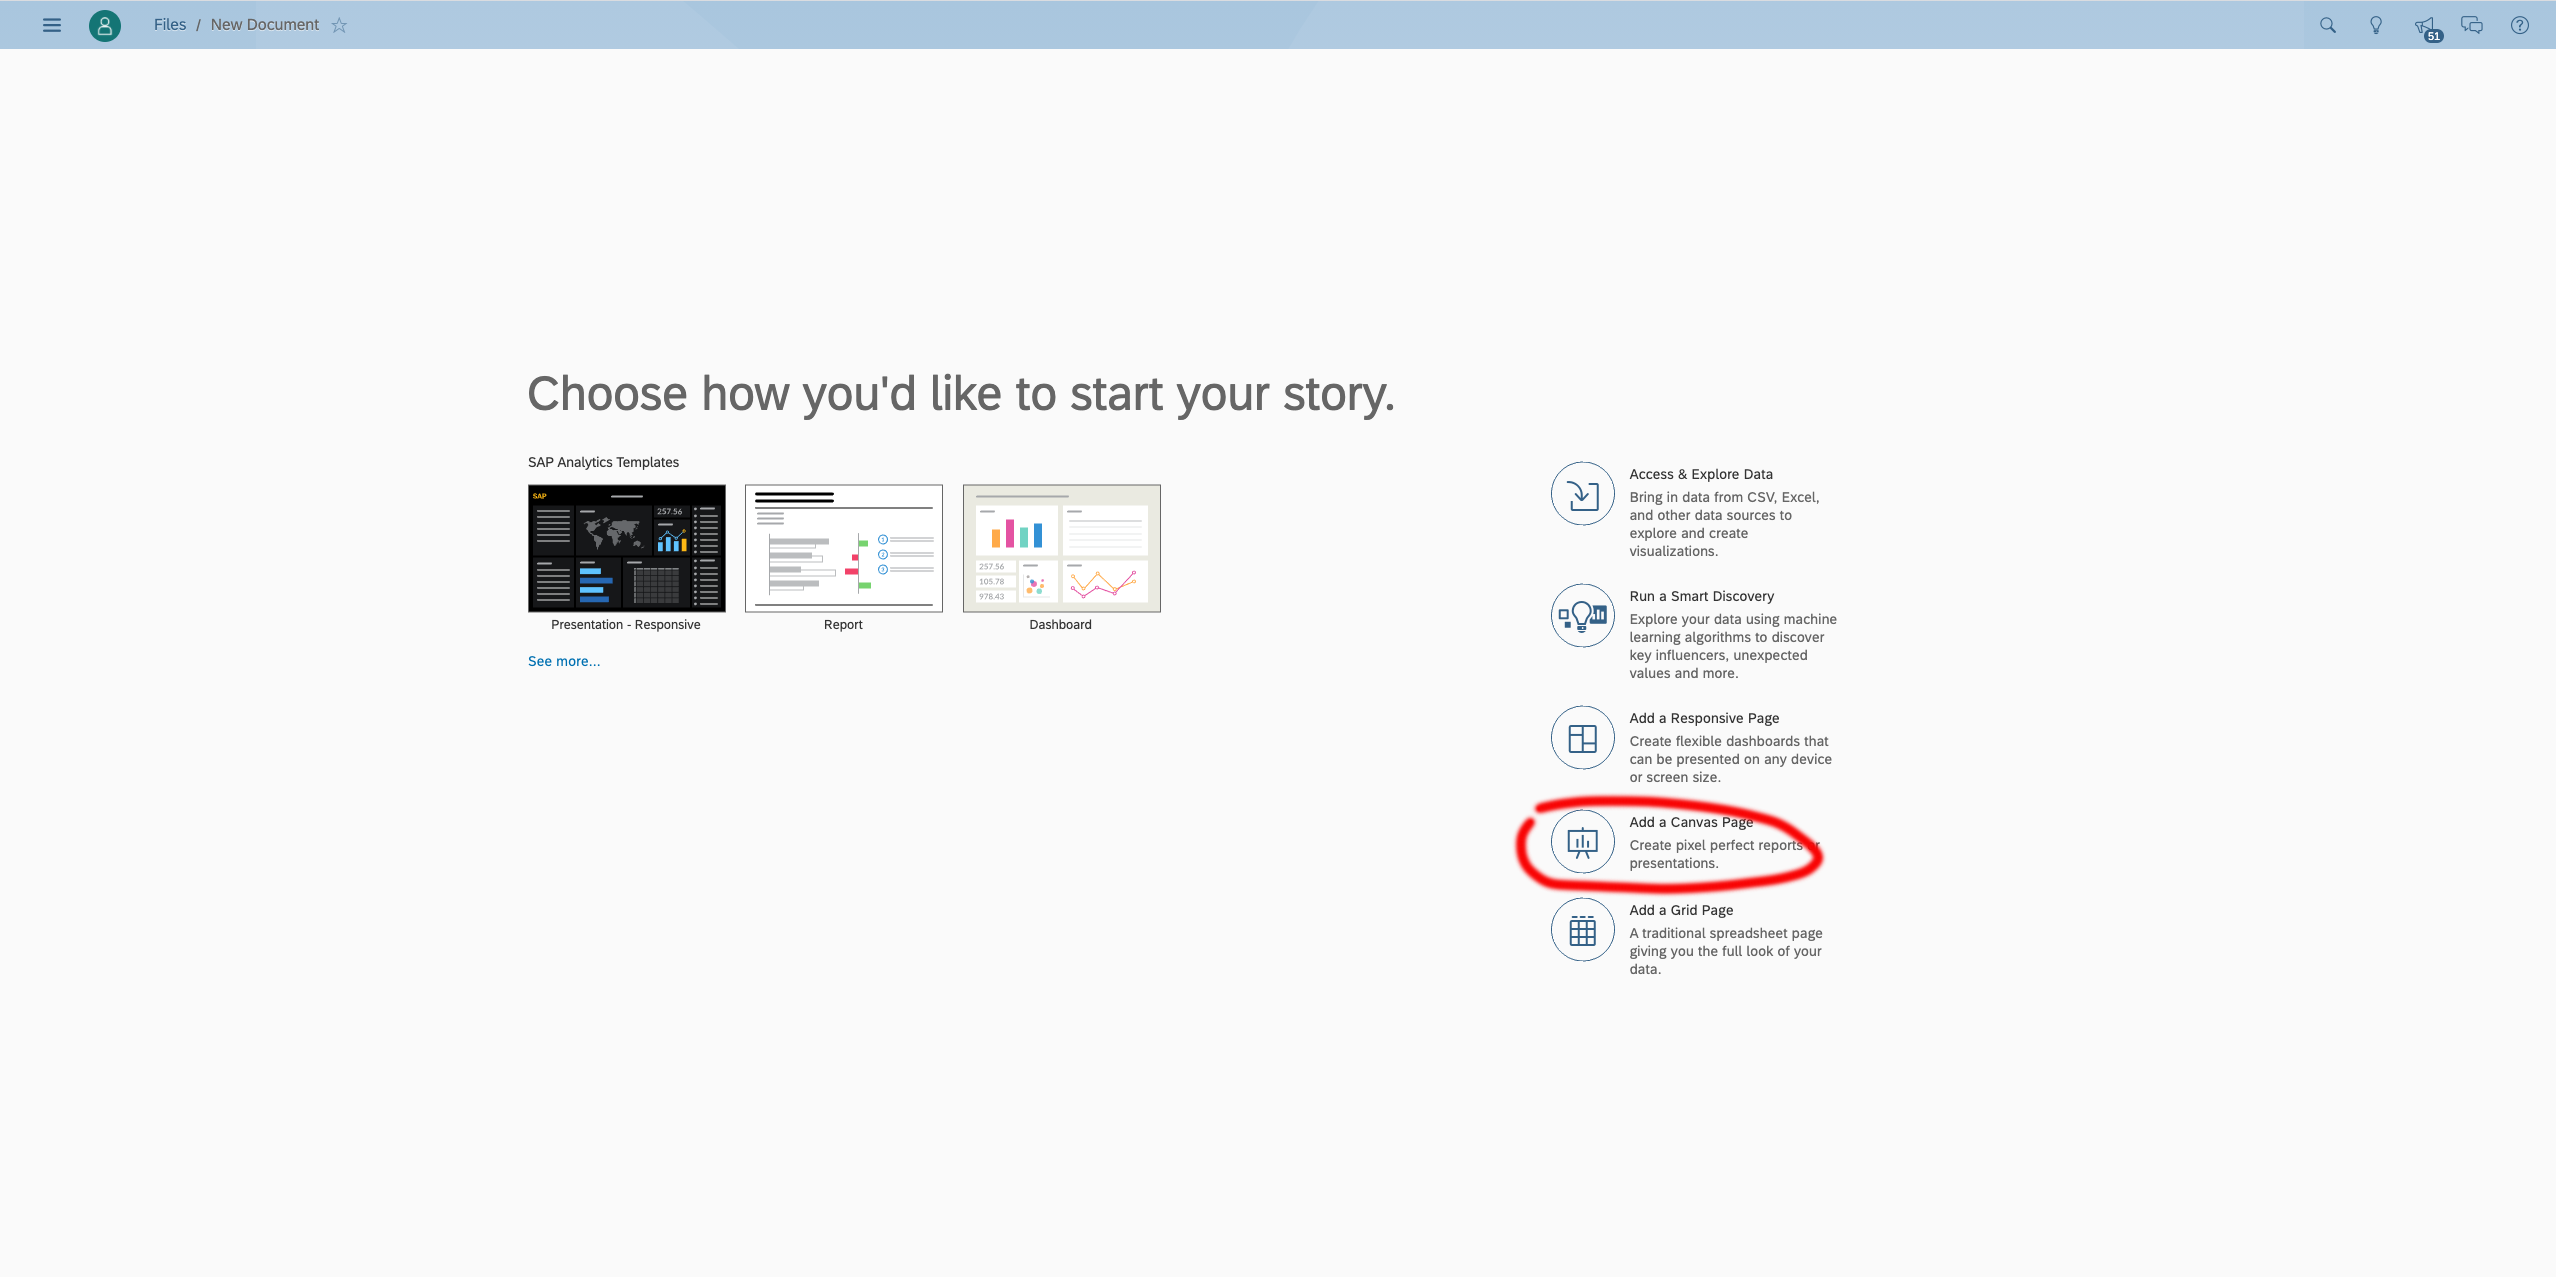 Files / New Document
51
Choose how you'd like to start your story.
SAP Analytics Templates
SAP
257.56
1
2
3
257.56
105.78
978.43
Presentation - Responsive
Report
Dashboard
See more...
Access & Explore Data
Bring in data from CSV, Excel,
and other data sources to
explore and create
visualizations.
Run a Smart Discovery
Explore your data using machine
learning algorithms to discover
key influencers, unexpected
values and more.
Add a Responsive Page
Create flexible dashboards that
can be presented on any device
or screen size.
Add a Canvas Page
Create pixel perfect reports or
presentations.
Add a Grid Page
A traditional spreadsheet page
giving you the full look of your
data.